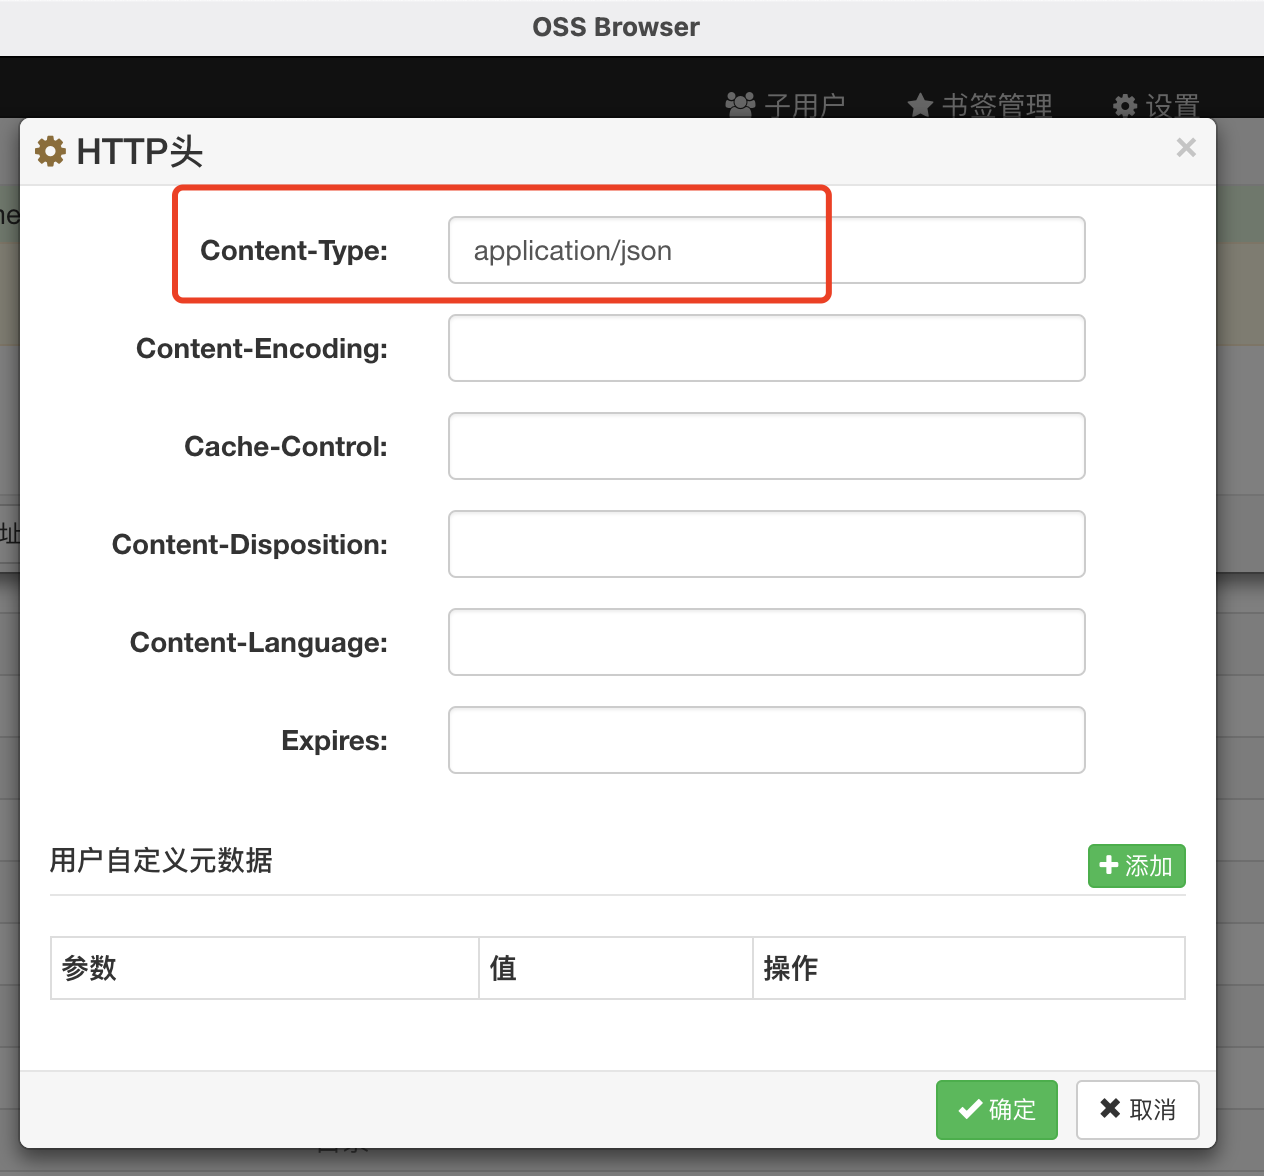 OSS Browser
子用户 书签管理 设置
HTTP头 ×
ne
Content-Type: application/json
Content-Encoding:
Cache-Control:
址
Content-Disposition:
Content-Language:
Expires:
用户自定义元数据 添加
参数 值 操作
确定 取消